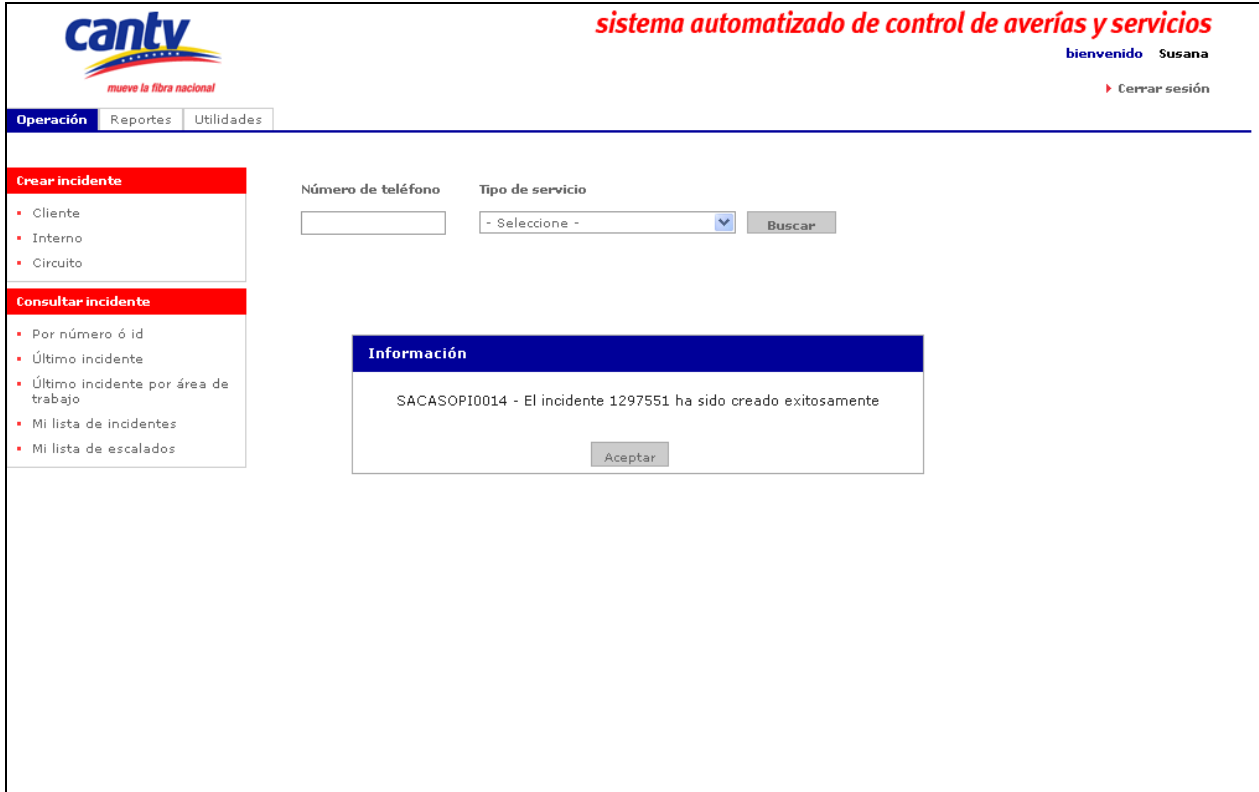 cantv
mueve la fibra nacional
sistema automatizado de control de averías y servicios
bienvenido Susana
Cerrar sesión
Operación Reportes Utilidades
Crear incidente
Cliente
Interno
Circuito
Consultar incidente
Por número ó id
Último incidente
Último incidente por área de
trabajo
Mi lista de incidentes
Mi lista de escalados
Número de teléfono Tipo de servicio
- Seleccione - Buscar
Información
SACASOPI0014 - El incidente 1297551 ha sido creado exitosamente
Aceptar